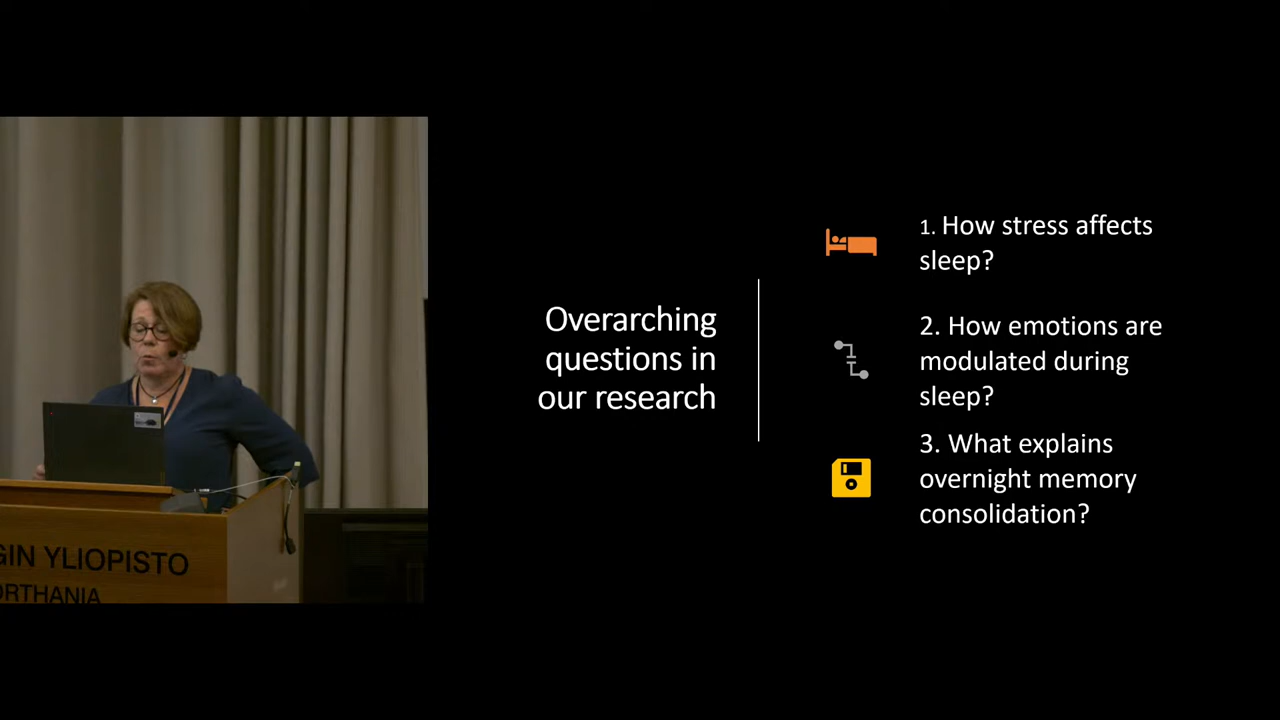 Overarching
questions in
our research
1. How stress affects
sleep?
2. How emotions are
modulated during
sleep?
3. What explains
overnight memory
consolidation?
GIN YLIOPISTO
ORTHANIA